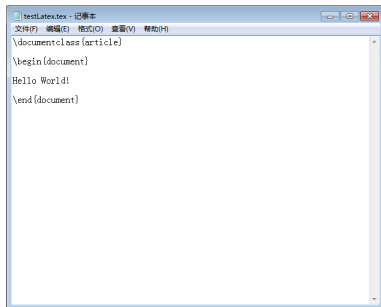 testLatex.tex - 记事本
文件(F) 编辑(E) 格式(O) 查看(V) 帮助(H)
\documentclass{article}
\begin{document}
Hello World!
\end{document}